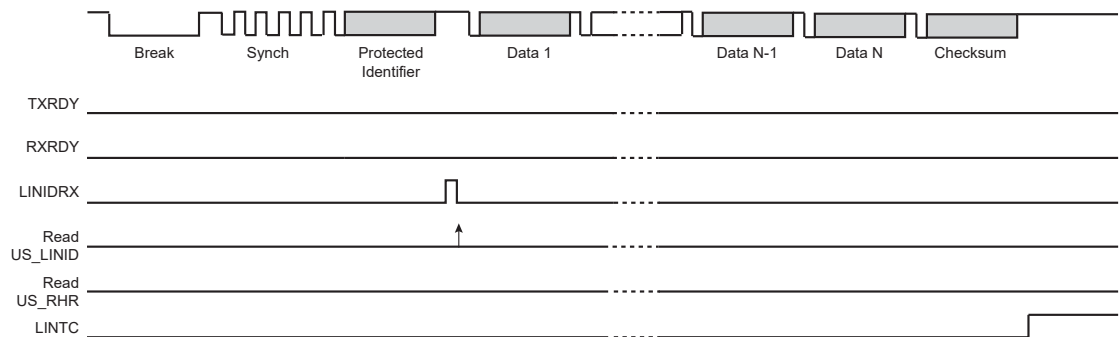 Break Synch Protected Identifier Data 1 Data N-1 Data N Checksum
TXRDY
RXRDY
LINIDRX
Read
US_LINID
Read
US_RHR
LINTC